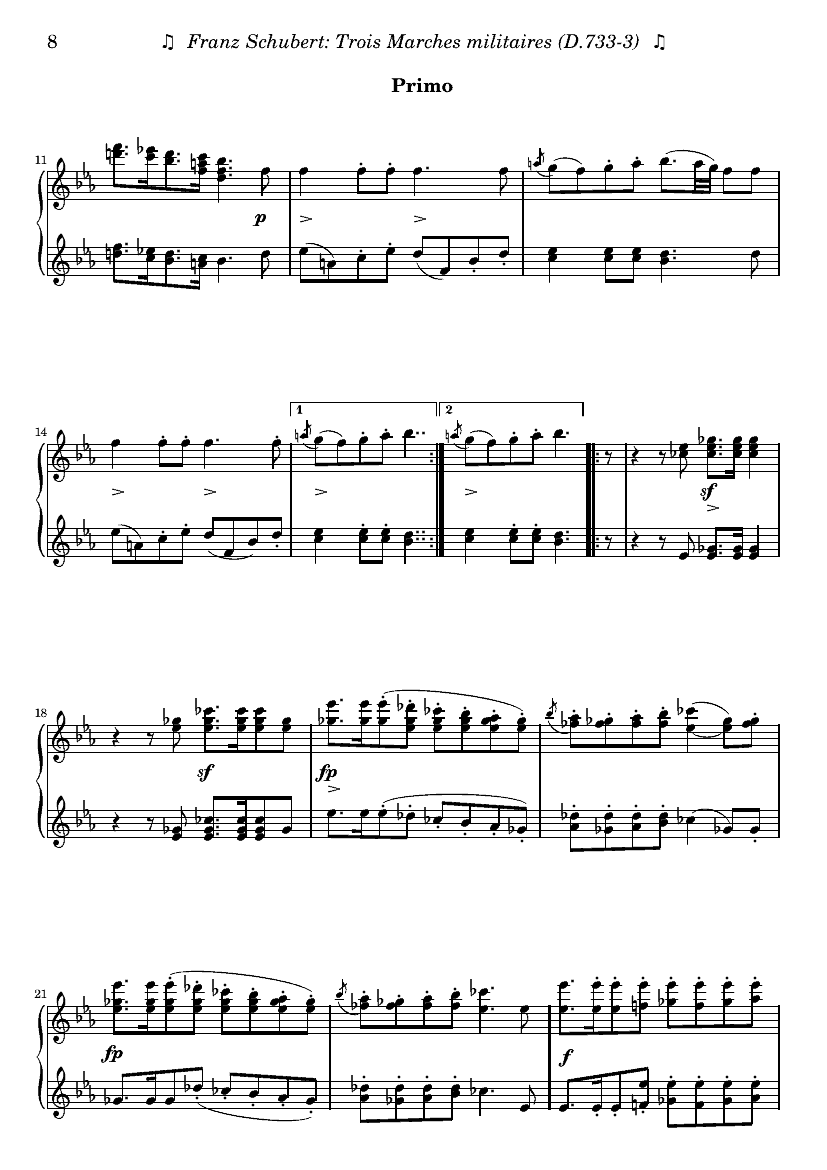 8
♫ Franz Schubert: Trois Marches militaires (D.733-3) ♫
Primo
11
p
14
1
2
sf
18
sf
fp
21
fp
f